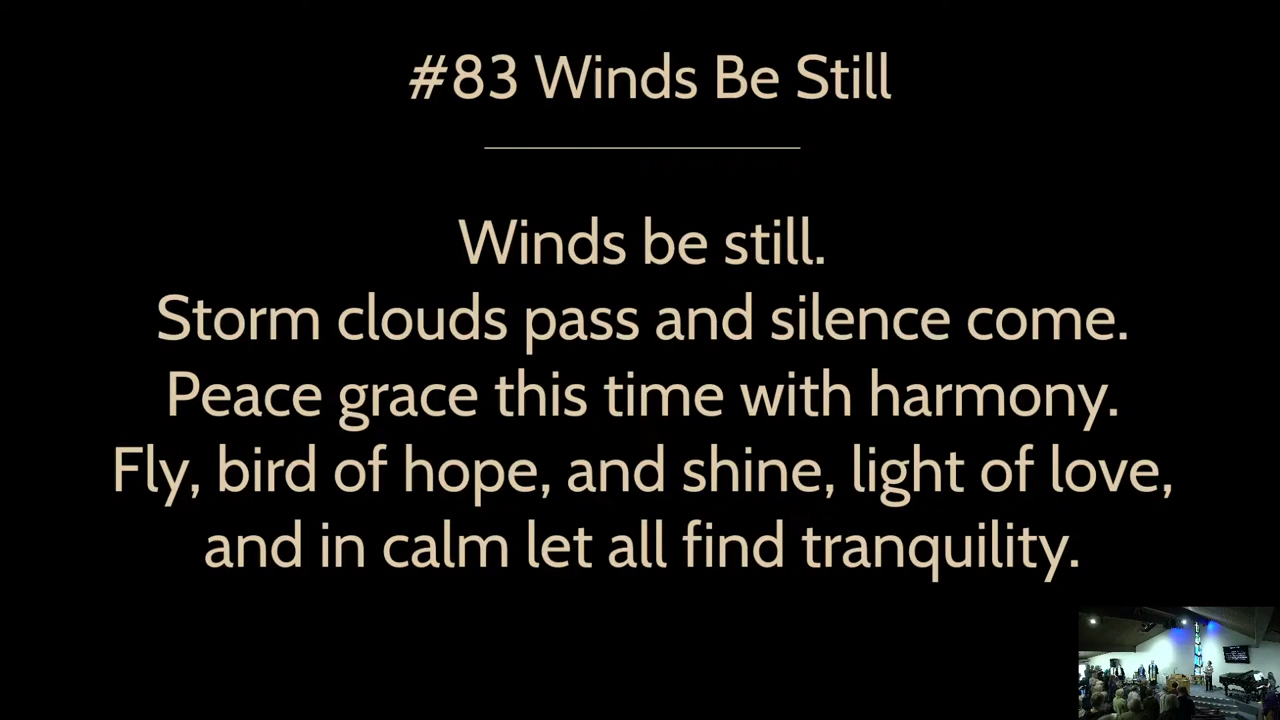 #83 Winds Be Still
Winds be still.
Storm clouds pass and silence come.
Peace grace this time with harmony.
Fly, bird of hope, and shine, light of love,
and in calm let all find tranquility.